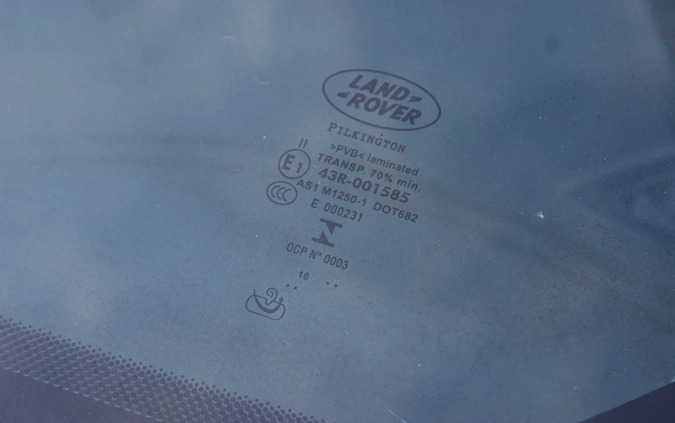 LAND
ROVER
PILKINGTON
>PVB< laminated
II
TRANSP. 70% min.
E1
43R-001585
CCC
AS1 M1250-1 DOT682
E 000231
OCP Nº 0003
16